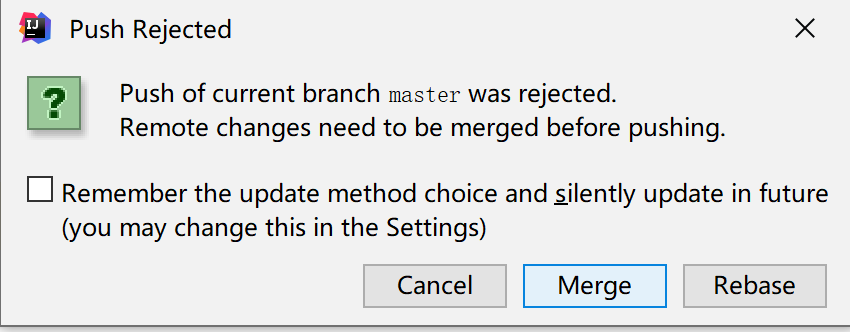 IJ
Push Rejected
?
Push of current branch master was rejected.
Remote changes need to be merged before pushing.
Remember the update method choice and silently update in future
(you may change this in the Settings)
Cancel Merge Rebase